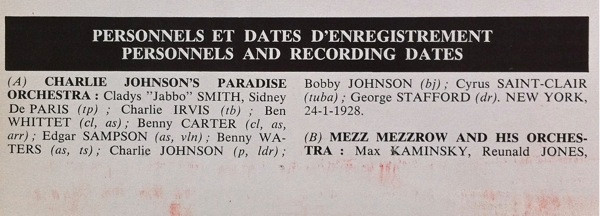 PERSONNELS ET DATES D'ENREGISTREMENT
PERSONNELS AND RECORDING DATES
(A) CHARLIE JOHNSON'S PARADISE
ORCHESTRA : Cladys "Jabbo" SMITH, Sidney
De PARIS (tp) ; Charlie IRVIS (tb) ; Ben
WHITTET (cl, as) ; Benny CARTER (cl, as,
arr) ; Edgar SAMPSON (as, vln) ; Benny WA-
TERS (as, ts) ; Charlie JOHNSON (p, ldr) ;
Bobby JOHNSON (bj) ; Cyrus SAINT-CLAIR
(tuba) ; George STAFFORD (dr). NEW YORK,
24-1-1928.
(B) MEZZ MEZZROW AND HIS ORCHES-
TRA : Max KAMINSKY, Reunald JONES,